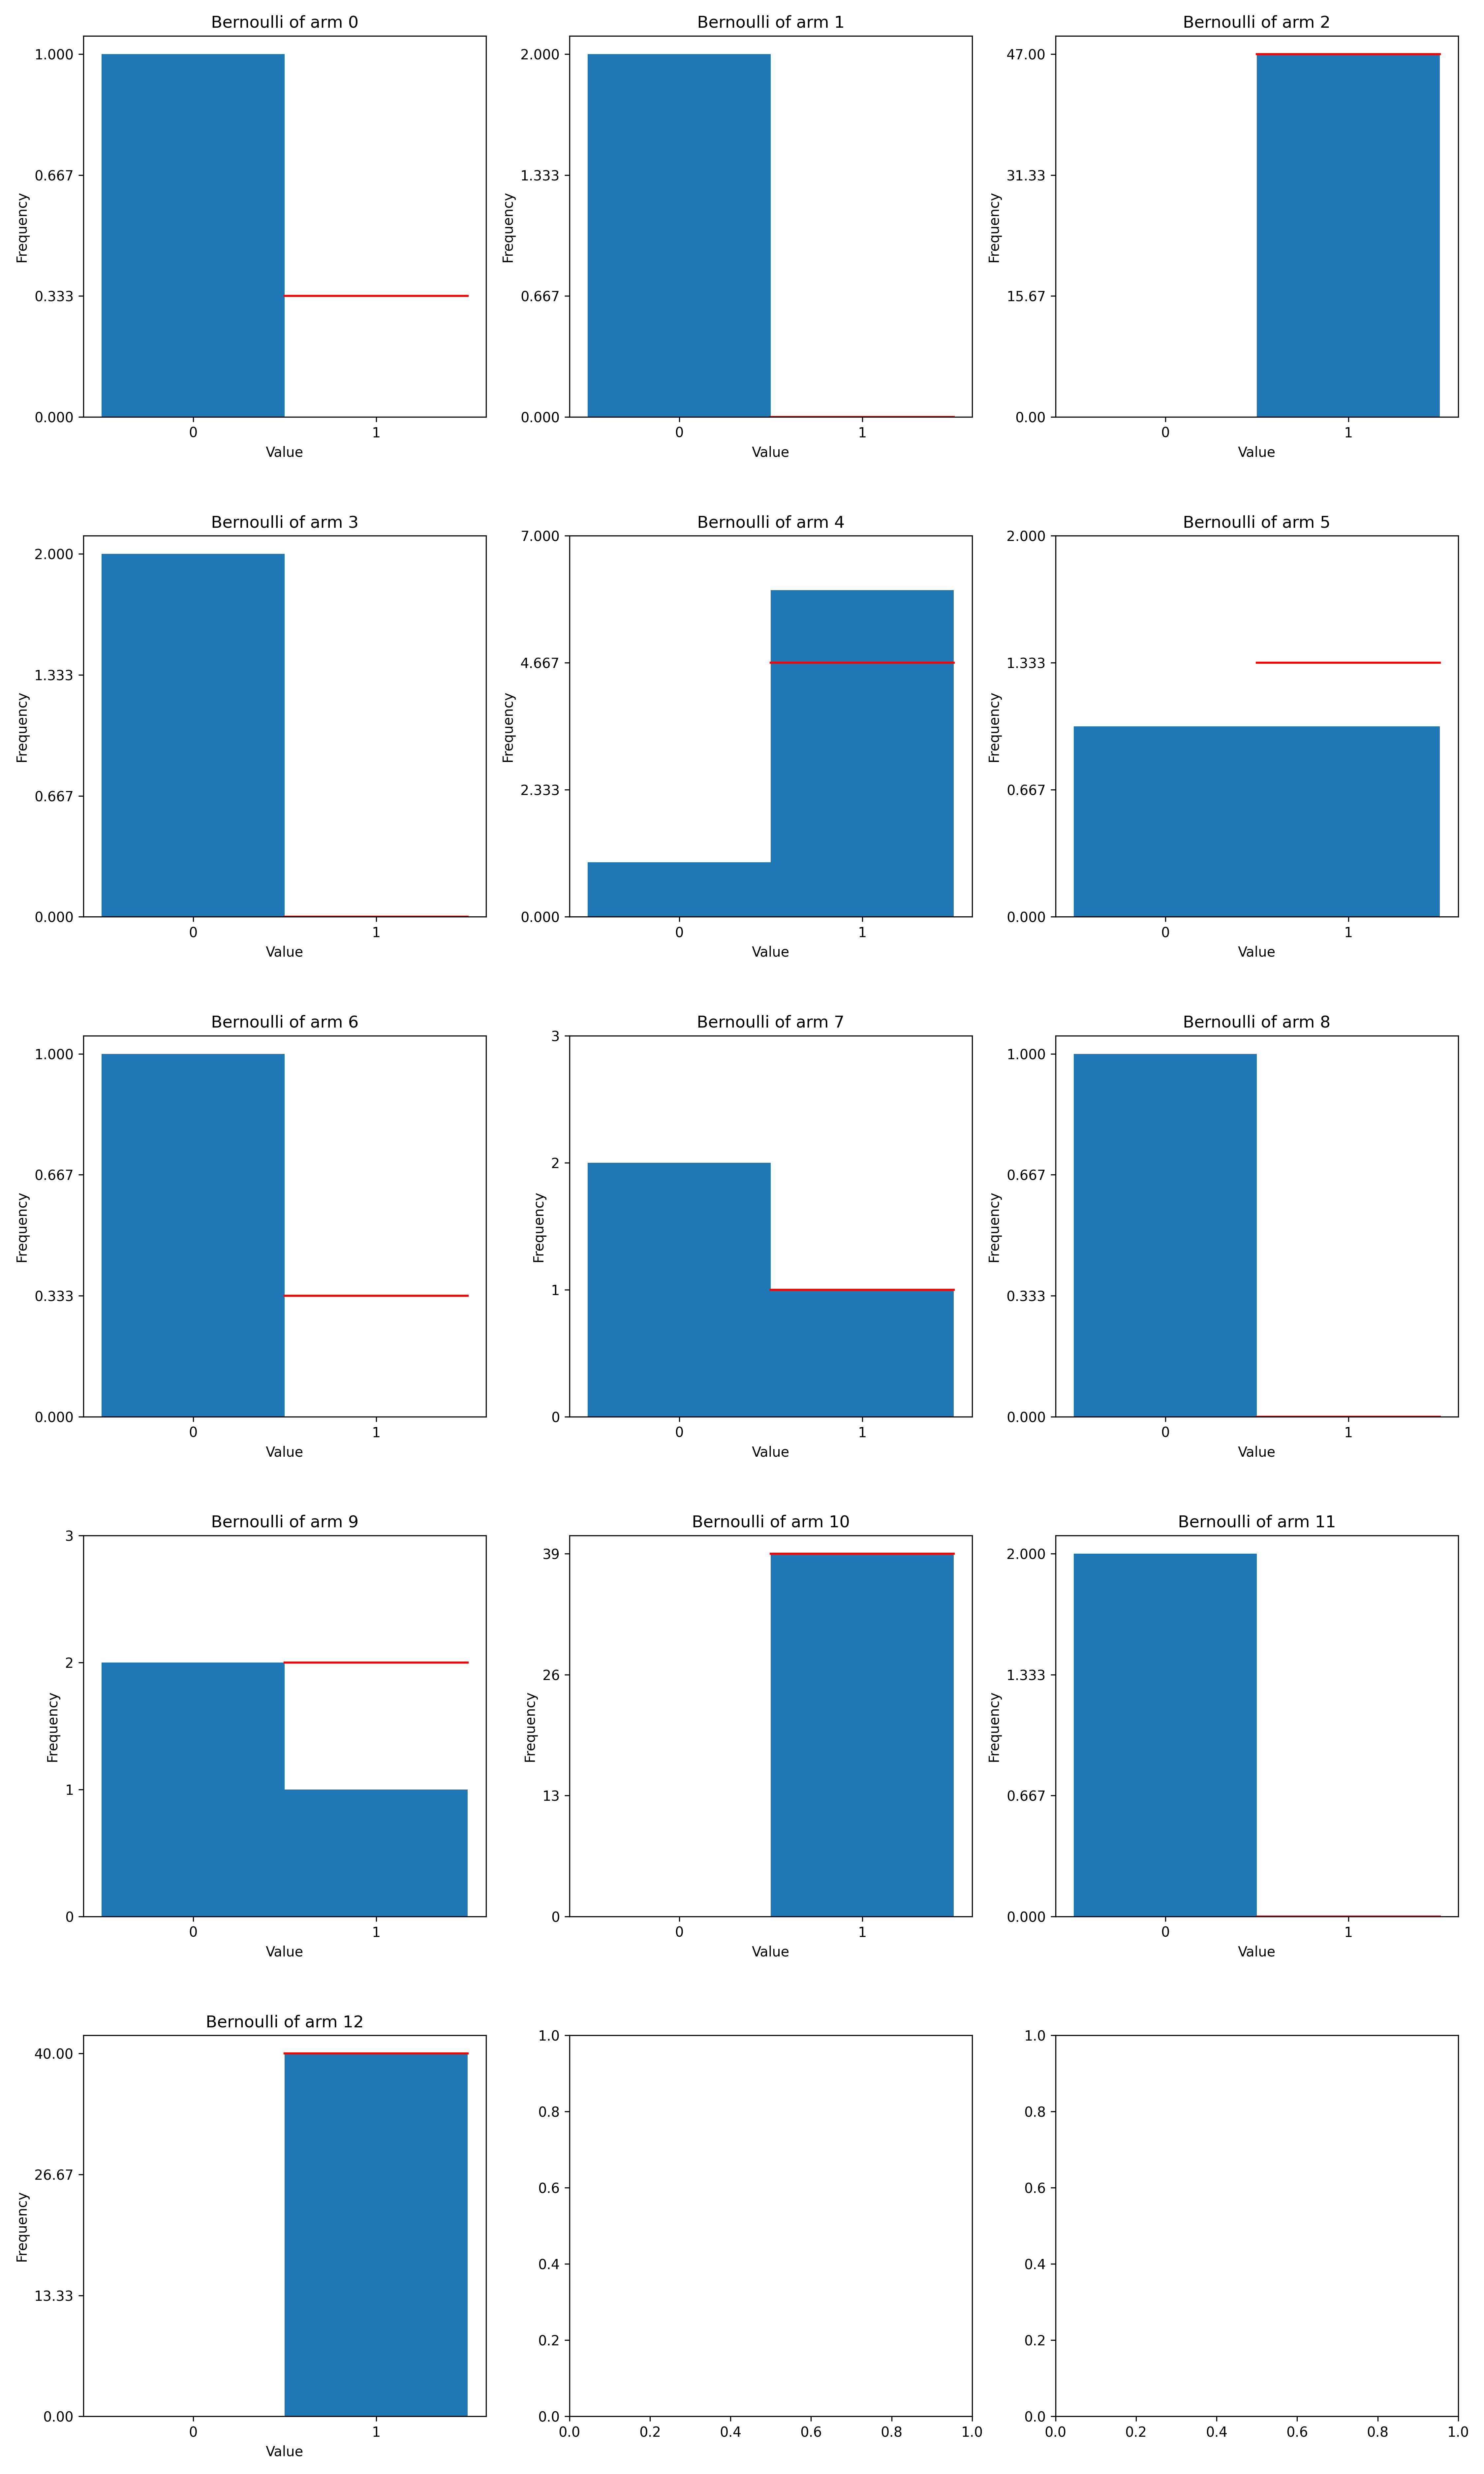 Bernoulli of arm 0
Frequency
1.000
0.667
0.333
0.000
0 1
Value
Bernoulli of arm 1
Frequency
2.000
1.333
0.667
0.000
0 1
Value
Bernoulli of arm 2
Frequency
47.00
31.33
15.67
0.00
0 1
Value
Bernoulli of arm 3
Frequency
2.000
1.333
0.667
0.000
0 1
Value
Bernoulli of arm 4
Frequency
7.000
4.667
2.333
0.000
0 1
Value
Bernoulli of arm 5
Frequency
2.000
1.333
0.667
0.000
0 1
Value
Bernoulli of arm 6
Frequency
1.000
0.667
0.333
0.000
0 1
Value
Bernoulli of arm 7
Frequency
3
2
1
0
0 1
Value
Bernoulli of arm 8
Frequency
1.000
0.667
0.333
0.000
0 1
Value
Bernoulli of arm 9
Frequency
3
2
1
0
0 1
Value
Bernoulli of arm 10
Frequency
39
26
13
0
0 1
Value
Bernoulli of arm 11
Frequency
2.000
1.333
0.667
0.000
0 1
Value
Bernoulli of arm 12
Frequency
40.00
26.67
13.33
0.00
0 1
Value
1.0
0.8
0.6
0.4
0.2
0.0
0.0 0.2 0.4 0.6 0.8 1.0
1.0
0.8
0.6
0.4
0.2
0.0
0.0 0.2 0.4 0.6 0.8 1.0